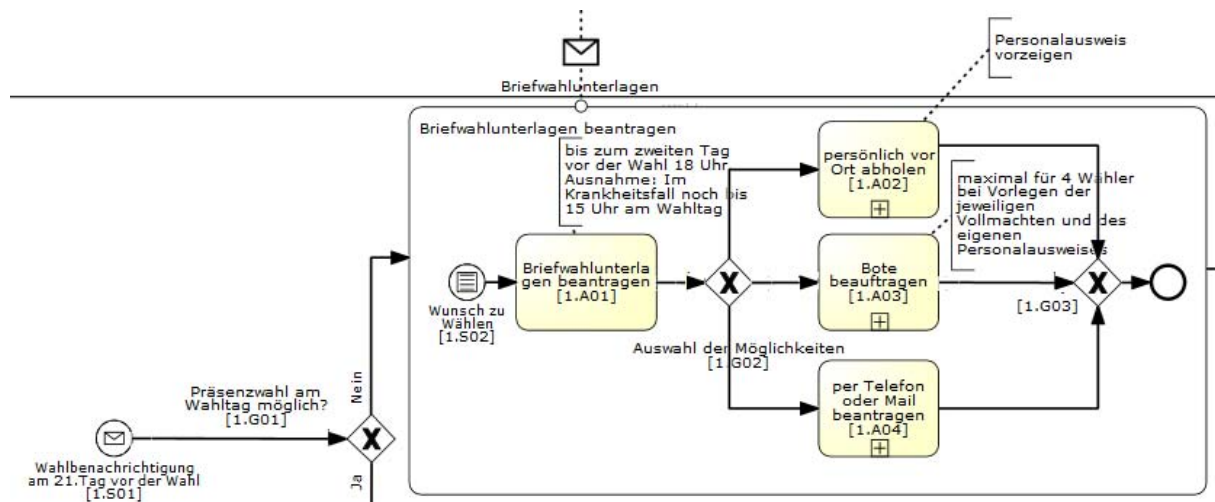 Personalausweis
vorzeigen
Briefwahlunterlagen
Briefwahlunterlagen beantragen
bis zum zweiten Tag
vor der Wahl 18 Uhr
Ausnahme: Im
Krankheitsfall noch bis
15 Uhr am Wahltag
persönlich vor
Ort abholen
[1.A02]
maximal für 4 Wähler
bei Vorlegen der
jeweiligen
Vollmachten und des
eigenen
Personalausweises
Wunsch zu
Wählen
[1.S02]
Briefwahlunterla
gen beantragen
[1.A01]
Bote
beauftragen
[1.A03]
[1.G03]
Auswahl der Möglichkeiten
[1.G02]
per Telefon
oder Mail
beantragen
[1.A04]
Präsenzwahl am
Wahltag möglich?
[1.G01]
Nein
Ja
Wahlbenachrichtigung
am 21.Tag vor der Wahl
[1.S01]